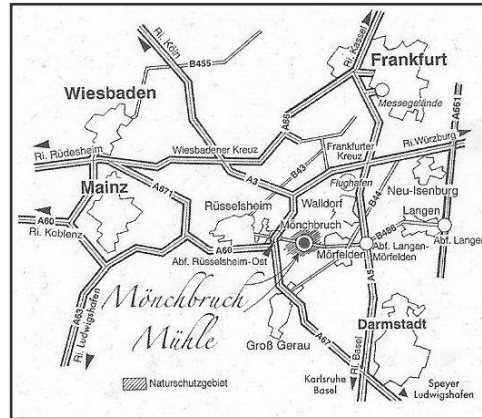 Ri. Köln
B455
Ri. Kassel
Frankfurt
Messegelände
A661
Wiesbaden
A66
Ri. Würzburg
Ri. Rüdesheim
Wiesbadener Kreuz
Frankfurter
Kreuz
B43
A3
Mainz
A671
Flughafen
B44
Neu-Isenburg
A60
Ri. Koblenz
Rüsselsheim
Walldorf
Mönchbruch
Langen
B486
Abf. Langen-
Mörfelden
Abf. Langen
A60
Abf. Rüsselsheim-Ost
Mörfelden
A5
A63
Ri. Ludwigshafen
Mönchbruch
Mühle
Groß Gerau
A67
Darmstadt
Ri. Basel
Naturschutzgebiet
Karlsruhe
Basel
Speyer
Ludwigshafen